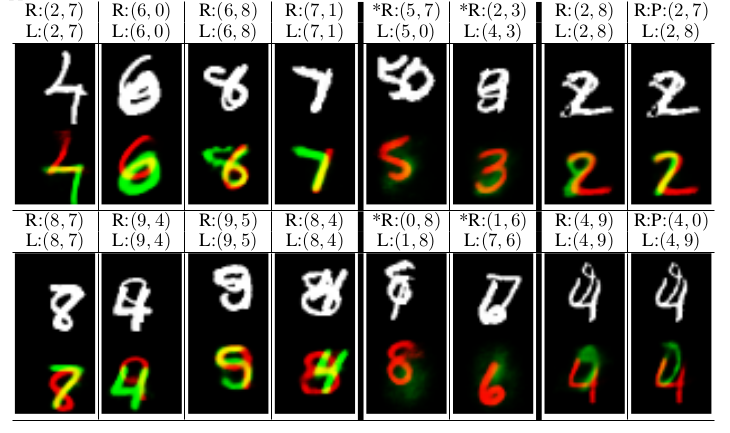 R:(2, 7) R:(6, 0) R:(6, 8) R:(7, 1) *R:(5, 7) *R:(2, 3) R:(2, 8) R:P:(2, 7)
L:(2, 7) L:(6, 0) L:(6, 8) L:(7, 1) L:(5, 0) L:(4, 3) L:(2, 8) L:(2, 8)
R:(8, 7) R:(9, 4) R:(9, 5) R:(8, 4) *R:(0, 8) *R:(1, 6) R:(4, 9) R:P:(4, 0)
L:(8, 7) L:(9, 4) L:(9, 5) L:(8, 4) L:(1, 8) L:(7, 6) L:(4, 9) L:(4, 9)